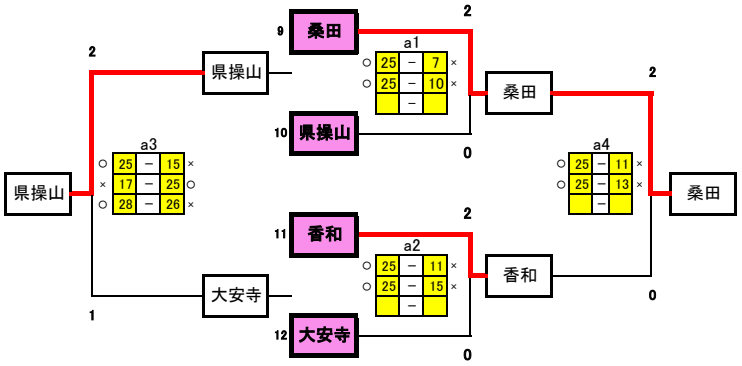 9 桑田 2
a1
○ 25 － 7 ×
○ 25 － 10 ×
－
10 県操山 0
2 県操山
a3
○ 25 － 15 ×
× 17 － 25 ○
○ 28 － 26 ×
県操山
大安寺
1
桑田 2
a4
○ 25 － 11 ×
○ 25 － 13 ×
－
桑田
11 香和 2
a2
○ 25 － 11 ×
○ 25 － 15 ×
－
12 大安寺 0
香和 0